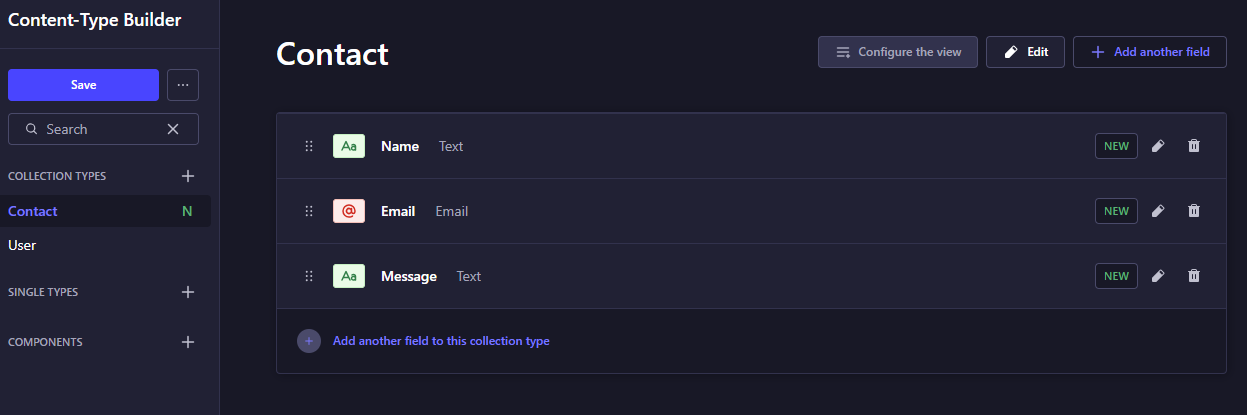 Content-Type Builder
Save
...
Search
COLLECTION TYPES
Contact N
User
SINGLE TYPES
COMPONENTS
Contact
Configure the view
Edit
Add another field
Aa Name Text NEW
@ Email Email NEW
Aa Message Text NEW
Add another field to this collection type